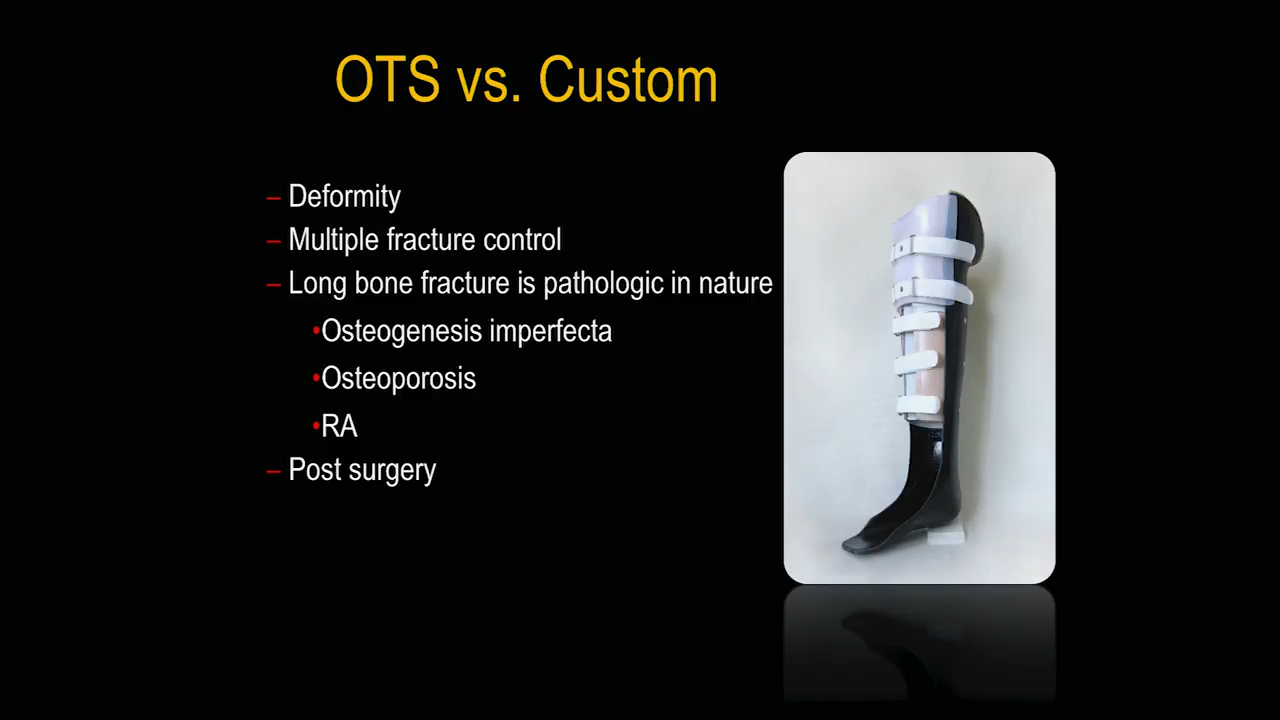 OTS vs. Custom
– Deformity
– Multiple fracture control
– Long bone fracture is pathologic in nature
•Osteogenesis imperfecta
•Osteoporosis
•RA
– Post surgery